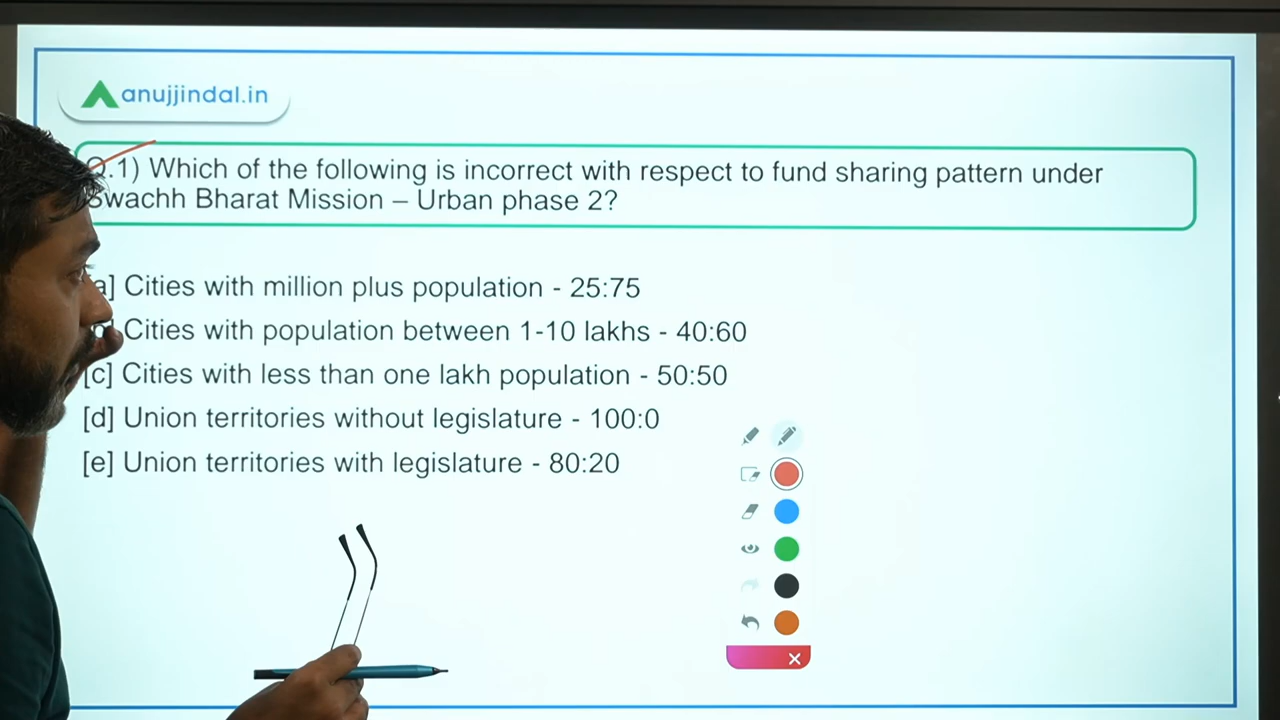 anujjindal.in
Q.1) Which of the following is incorrect with respect to fund sharing pattern under
Swachh Bharat Mission – Urban phase 2?
a] Cities with million plus population - 25:75
Cities with population between 1-10 lakhs - 40:60
[c] Cities with less than one lakh population - 50:50
[d] Union territories without legislature - 100:0
[e] Union territories with legislature - 80:20